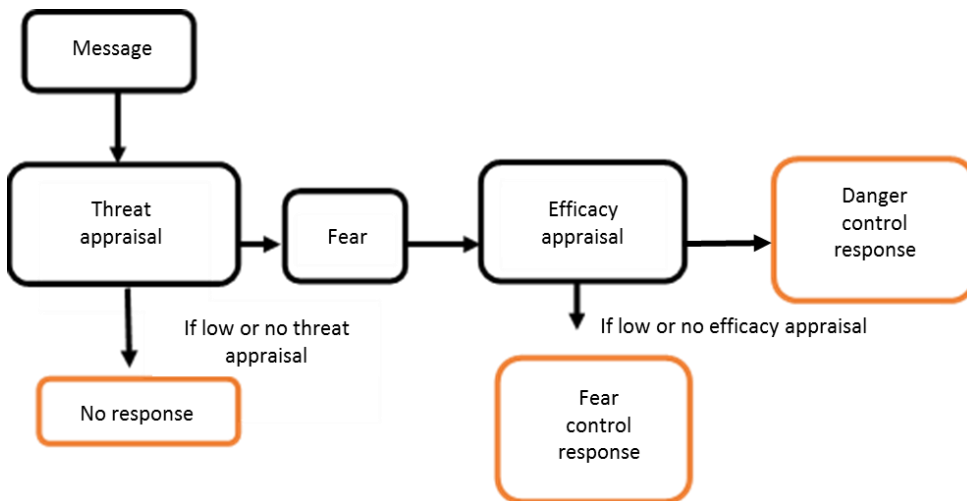 Message
Threat
appraisal
Fear
Efficacy
appraisal
Danger
control
response
If low or no threat
appraisal
If low or no efficacy appraisal
No response
Fear
control
response